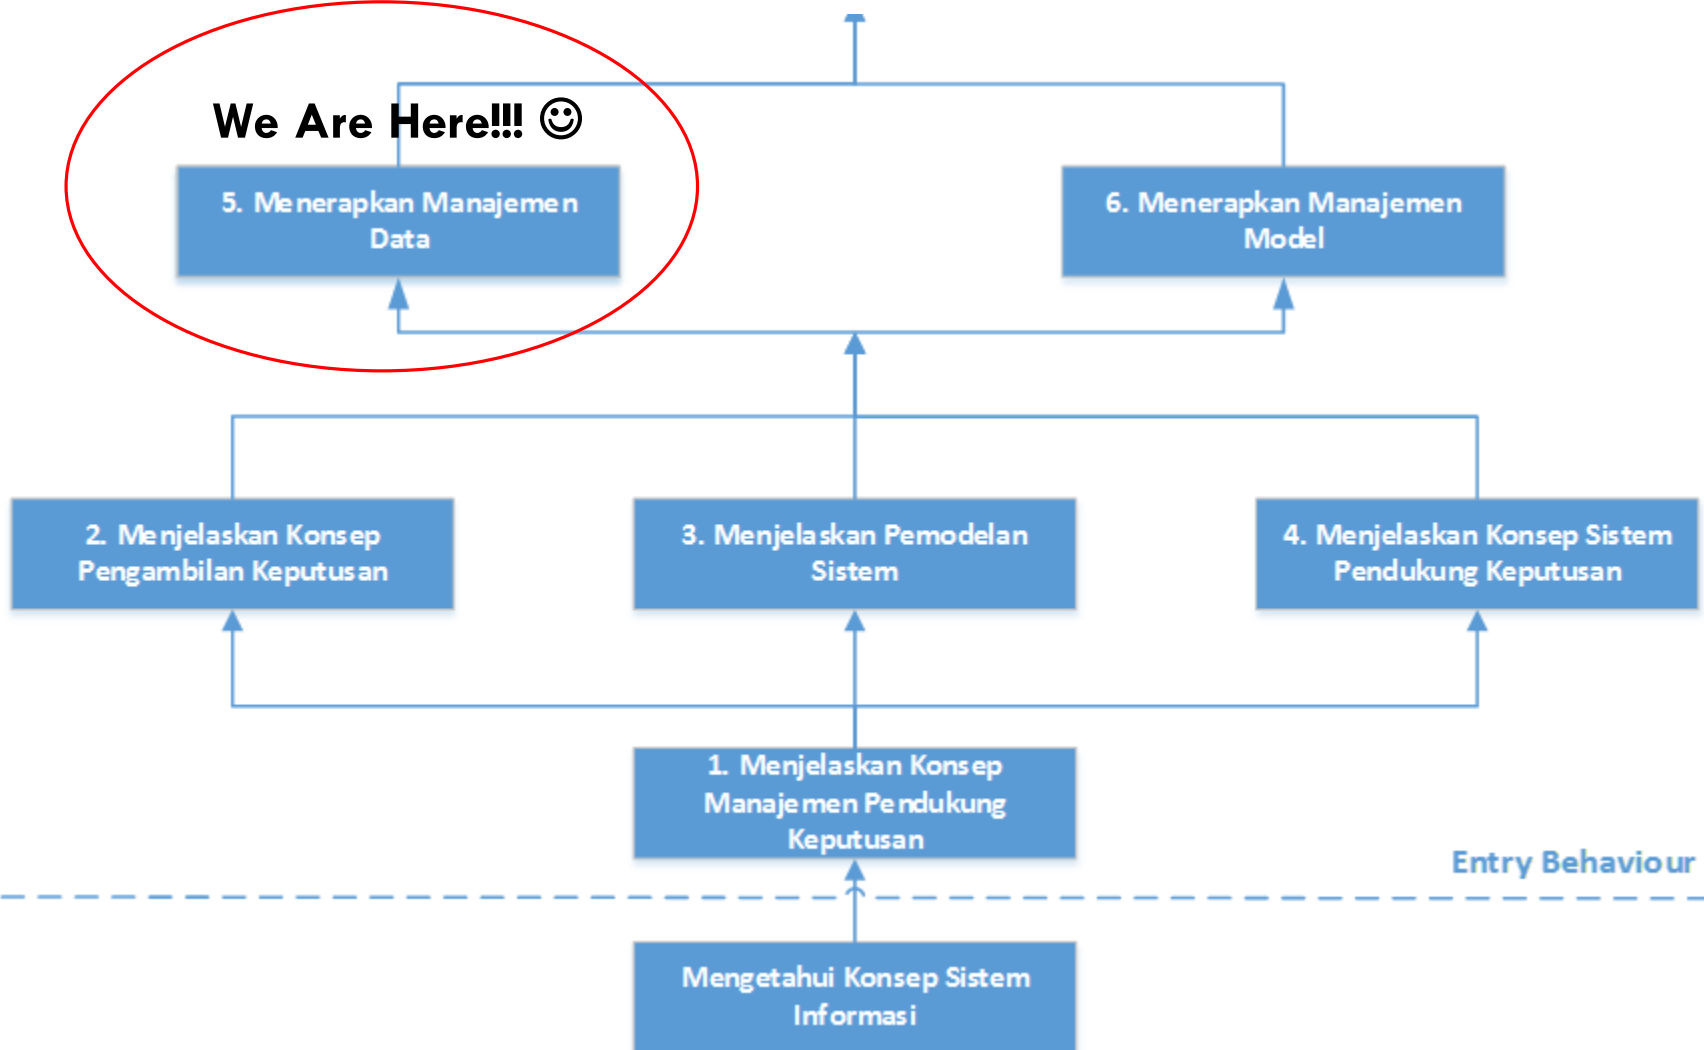 We Are Here!!! ☺
5. Menerapkan Manajemen
Data
6. Menerapkan Manajemen
Model
2. Menjelaskan Konsep
Pengambilan Keputusan
3. Menjelaskan Pemodelan
Sistem
4. Menjelaskan Konsep Sistem
Pendukung Keputusan
1. Menjelaskan Konsep
Manajemen Pendukung
Keputusan
Entry Behaviour
Mengetahui Konsep Sistem
Informasi